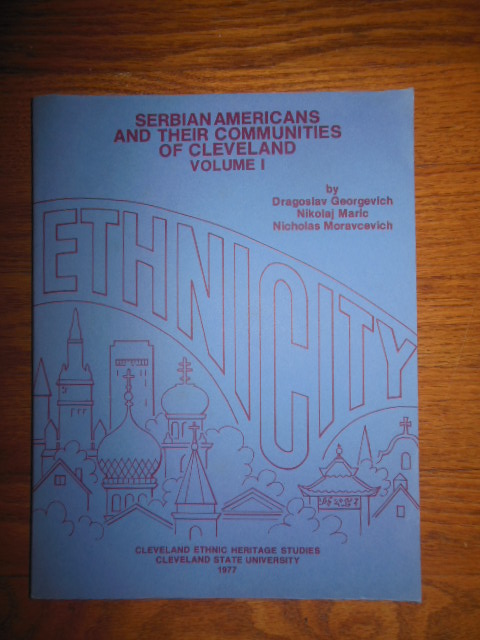 SERBIAN AMERICANS
AND THEIR COMMUNITIES
OF CLEVELAND
VOLUME I
by
Dragoslav Georgevich
Nikolaj Maric
Nicholas Moravcevich
ETHNICITY
CLEVELAND ETHNIC HERITAGE STUDIES
CLEVELAND STATE UNIVERSITY
1977